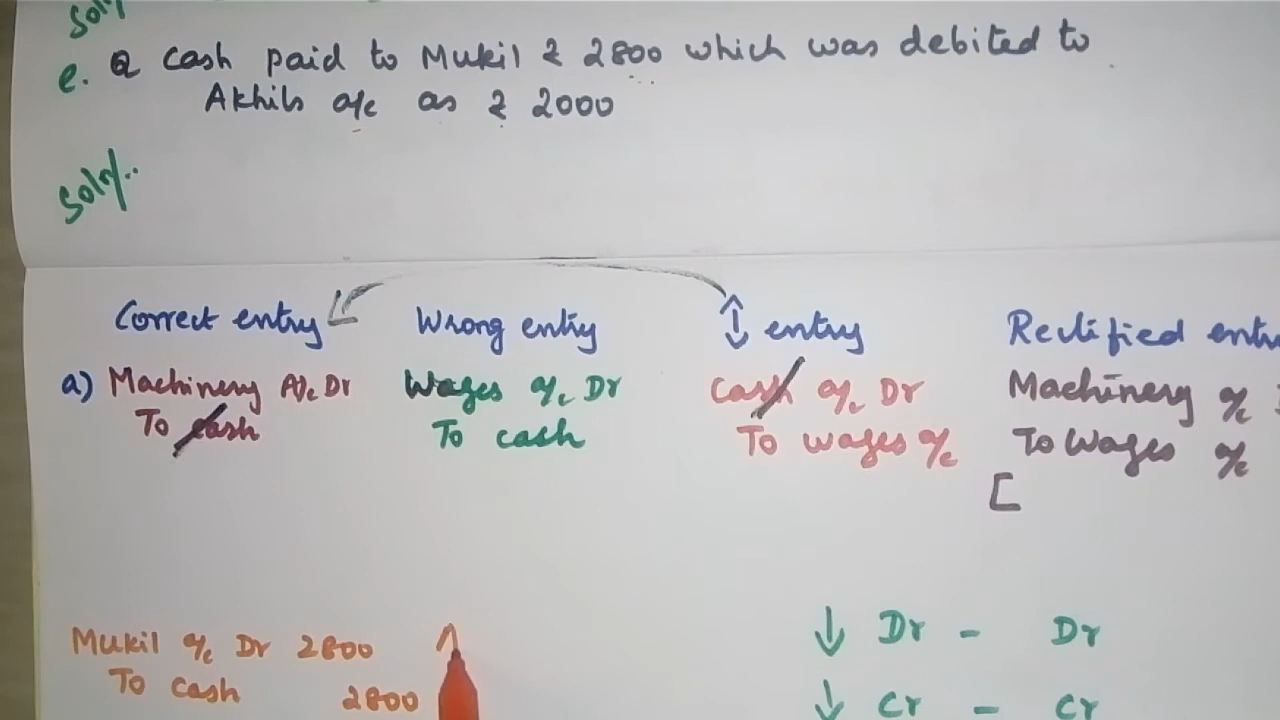 Soln
e. Cash paid to Mukil ₹ 2800 which was debited to
Akhils a/c as ₹ 2000
Soln..
Correct entry Wrong entry ↕ entry Rectified
a) Machinery A/c Dr Wages a/c Dr Cash a/c Dr Machinery a/c
To cash To cash To wages a/c To Wages a/c
[
Mukil a/c Dr 2800 ↓ Dr - Dr
To cash 2800 ↓ Cr - Cr